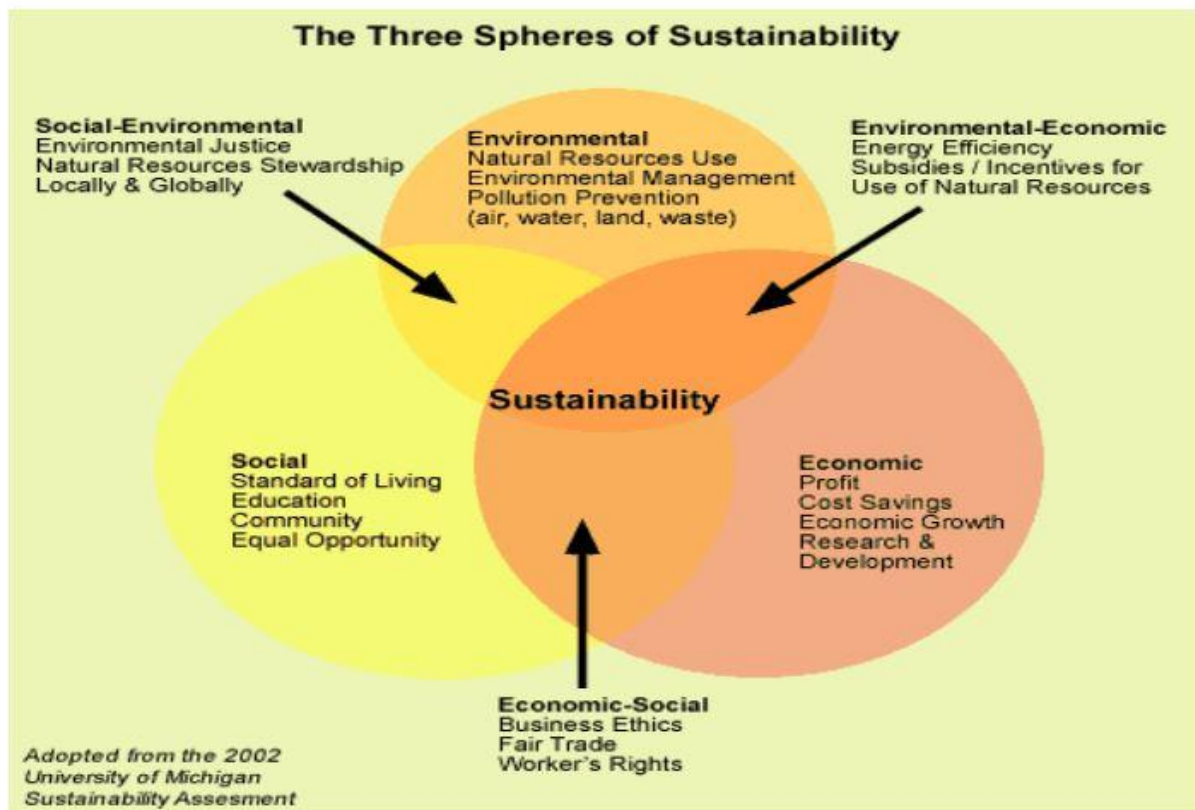 The Three Spheres of Sustainability
Social-Environmental
Environmental Justice
Natural Resources Stewardship
Locally & Globally
Environmental
Natural Resources Use
Environmental Management
Pollution Prevention
(air, water, land, waste)
Environmental-Economic
Energy Efficiency
Subsidies / Incentives for
Use of Natural Resources
Sustainability
Social
Standard of Living
Education
Community
Equal Opportunity
Economic
Profit
Cost Savings
Economic Growth
Research &
Development
Economic-Social
Business Ethics
Fair Trade
Worker's Rights
Adopted from the 2002
University of Michigan
Sustainability Assesment